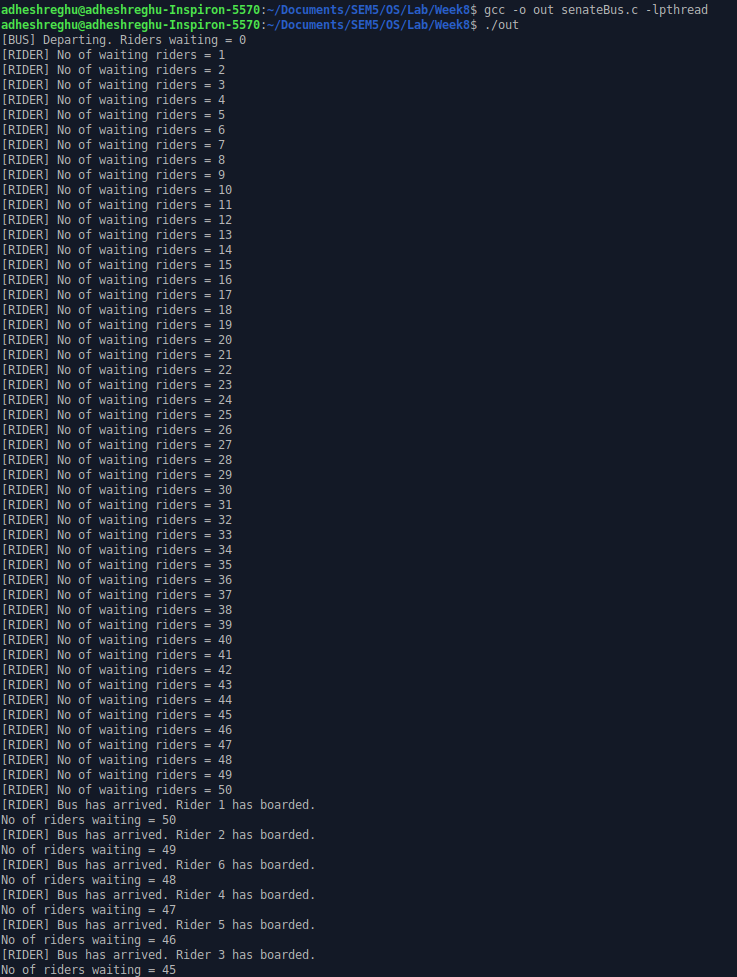 adheshreghu@adheshreghu-Inspiron-5570:~/Documents/SEM5/OS/Lab/Week8$ gcc -o out senateBus.c -lpthread
adheshreghu@adheshreghu-Inspiron-5570:~/Documents/SEM5/OS/Lab/Week8$ ./out
[BUS] Departing. Riders waiting = 0
[RIDER] No of waiting riders = 1
[RIDER] No of waiting riders = 2
[RIDER] No of waiting riders = 3
[RIDER] No of waiting riders = 4
[RIDER] No of waiting riders = 5
[RIDER] No of waiting riders = 6
[RIDER] No of waiting riders = 7
[RIDER] No of waiting riders = 8
[RIDER] No of waiting riders = 9
[RIDER] No of waiting riders = 10
[RIDER] No of waiting riders = 11
[RIDER] No of waiting riders = 12
[RIDER] No of waiting riders = 13
[RIDER] No of waiting riders = 14
[RIDER] No of waiting riders = 15
[RIDER] No of waiting riders = 16
[RIDER] No of waiting riders = 17
[RIDER] No of waiting riders = 18
[RIDER] No of waiting riders = 19
[RIDER] No of waiting riders = 20
[RIDER] No of waiting riders = 21
[RIDER] No of waiting riders = 22
[RIDER] No of waiting riders = 23
[RIDER] No of waiting riders = 24
[RIDER] No of waiting riders = 25
[RIDER] No of waiting riders = 26
[RIDER] No of waiting riders = 27
[RIDER] No of waiting riders = 28
[RIDER] No of waiting riders = 29
[RIDER] No of waiting riders = 30
[RIDER] No of waiting riders = 31
[RIDER] No of waiting riders = 32
[RIDER] No of waiting riders = 33
[RIDER] No of waiting riders = 34
[RIDER] No of waiting riders = 35
[RIDER] No of waiting riders = 36
[RIDER] No of waiting riders = 37
[RIDER] No of waiting riders = 38
[RIDER] No of waiting riders = 39
[RIDER] No of waiting riders = 40
[RIDER] No of waiting riders = 41
[RIDER] No of waiting riders = 42
[RIDER] No of waiting riders = 43
[RIDER] No of waiting riders = 44
[RIDER] No of waiting riders = 45
[RIDER] No of waiting riders = 46
[RIDER] No of waiting riders = 47
[RIDER] No of waiting riders = 48
[RIDER] No of waiting riders = 49
[RIDER] No of waiting riders = 50
[RIDER] Bus has arrived. Rider 1 has boarded.
No of riders waiting = 50
[RIDER] Bus has arrived. Rider 2 has boarded.
No of riders waiting = 49
[RIDER] Bus has arrived. Rider 6 has boarded.
No of riders waiting = 48
[RIDER] Bus has arrived. Rider 4 has boarded.
No of riders waiting = 47
[RIDER] Bus has arrived. Rider 5 has boarded.
No of riders waiting = 46
[RIDER] Bus has arrived. Rider 3 has boarded.
No of riders waiting = 45